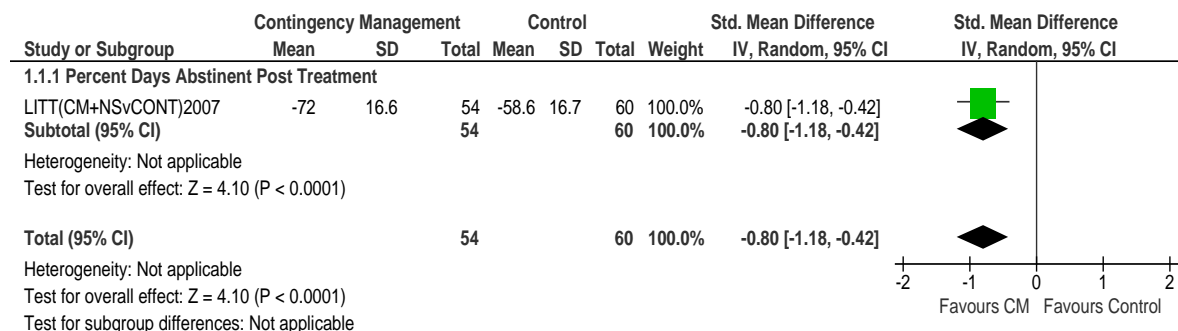 Contingency Management Control Std. Mean Difference Std. Mean Difference
Study or Subgroup Mean SD Total Mean SD Total Weight IV, Random, 95% CI IV, Random, 95% CI
1.1.1 Percent Days Abstinent Post Treatment
LITT(CM+NSvCONT)2007 -72 16.6 54 -58.6 16.7 60 100.0% -0.80 [-1.18, -0.42]
Subtotal (95% CI) 54 60 100.0% -0.80 [-1.18, -0.42]
Heterogeneity: Not applicable
Test for overall effect: Z = 4.10 (P < 0.0001)
Total (95% CI) 54 60 100.0% -0.80 [-1.18, -0.42]
Heterogeneity: Not applicable
Test for overall effect: Z = 4.10 (P < 0.0001)
Test for subgroup differences: Not applicable
-2 -1 0 1 2
Favours CM Favours Control